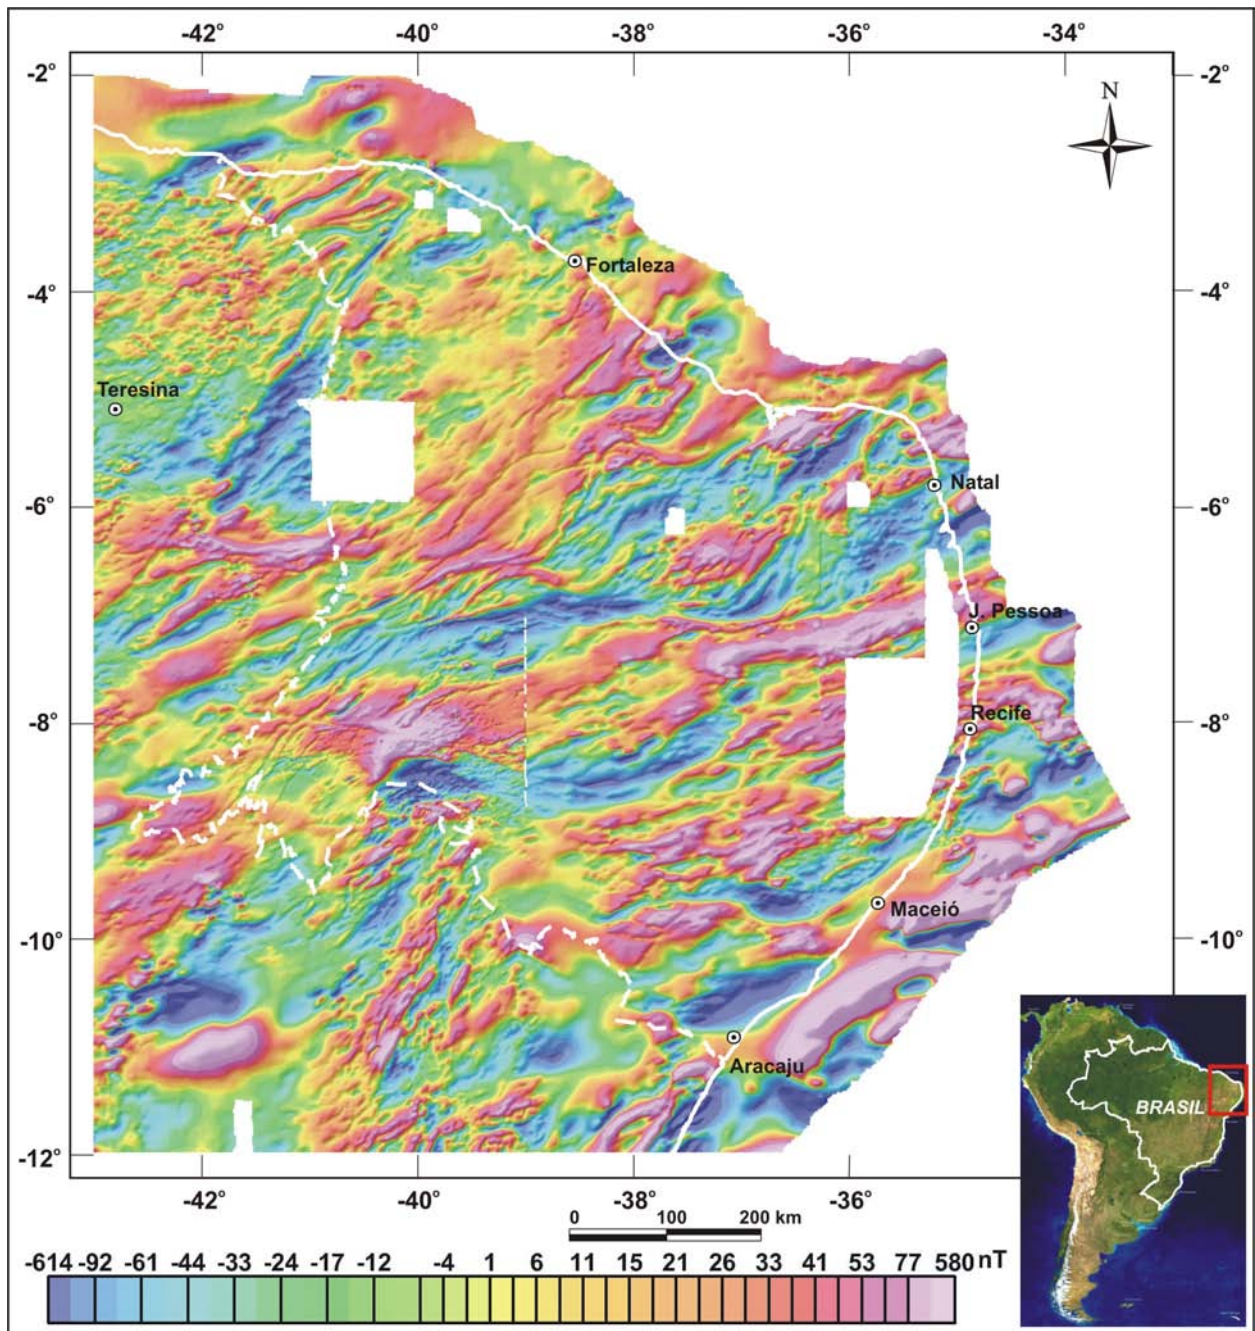 -42° -40° -38° -36° -34°
-2° -2°
N
Fortaleza
-4° -4°
Teresina
Natal
-6° -6°
J. Pessoa
Recife
-8° -8°
Maceió
-10° -10°
Aracaju
BRASIL
-12°
-42° -40° -38° -36°
0 100 200 km
-614 -92 -61 -44 -33 -24 -17 -12 -4 1 6 11 15 21 26 33 41 53 77 580 nT